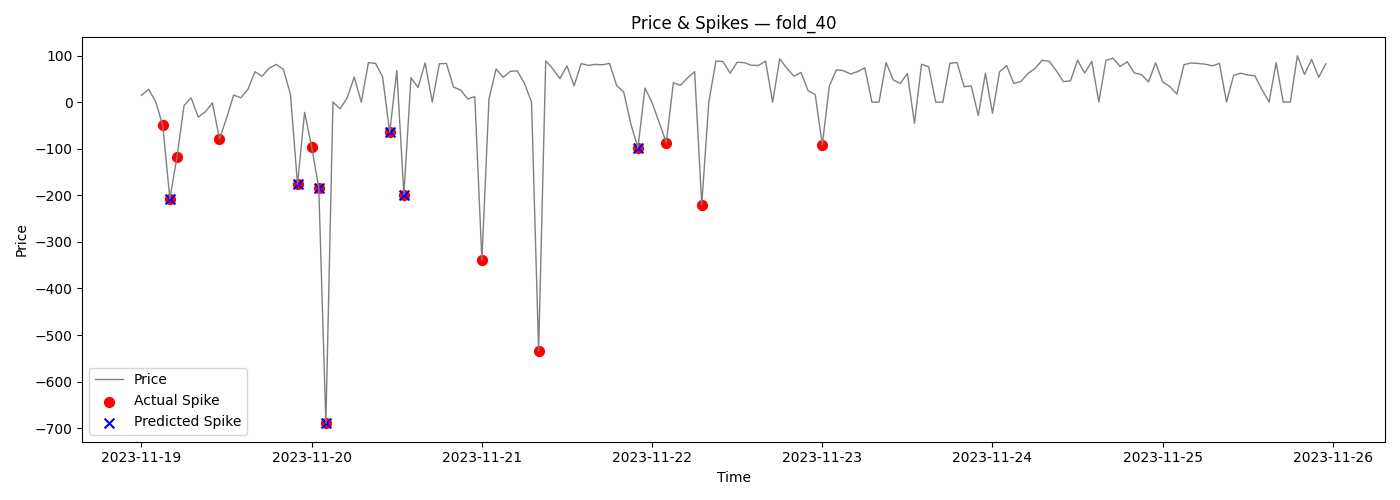 Price & Spikes — fold_40
Price
100
0
−100
−200
−300
−400
−500
−600
−700
Price
Actual Spike
Predicted Spike
2023-11-19
2023-11-20
2023-11-21
2023-11-22
2023-11-23
2023-11-24
2023-11-25
2023-11-26
Time